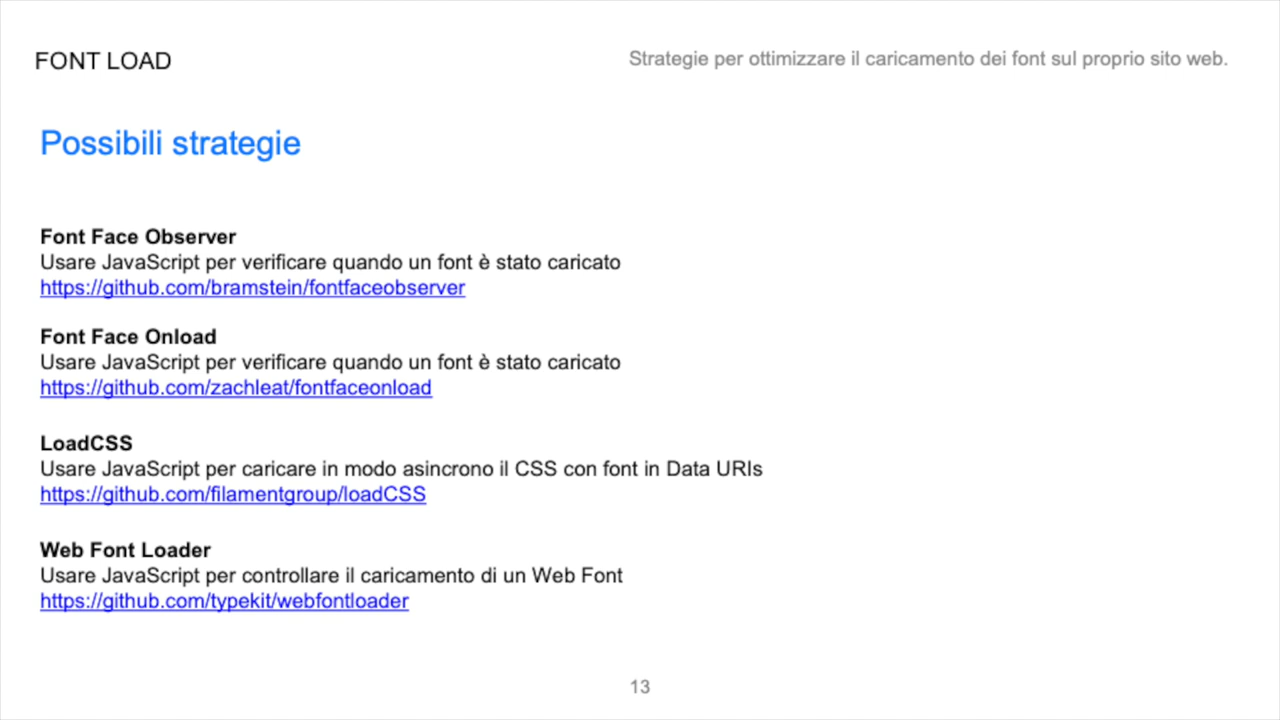 FONT LOAD
Strategie per ottimizzare il caricamento dei font sul proprio sito web.
Possibili strategie
Font Face Observer
Usare JavaScript per verificare quando un font è stato caricato
https://github.com/bramstein/fontfaceobserver
Font Face Onload
Usare JavaScript per verificare quando un font è stato caricato
https://github.com/zachleat/fontfaceonload
LoadCSS
Usare JavaScript per caricare in modo asincrono il CSS con font in Data URIs
https://github.com/filamentgroup/loadCSS
Web Font Loader
Usare JavaScript per controllare il caricamento di un Web Font
https://github.com/typekit/webfontloader
13